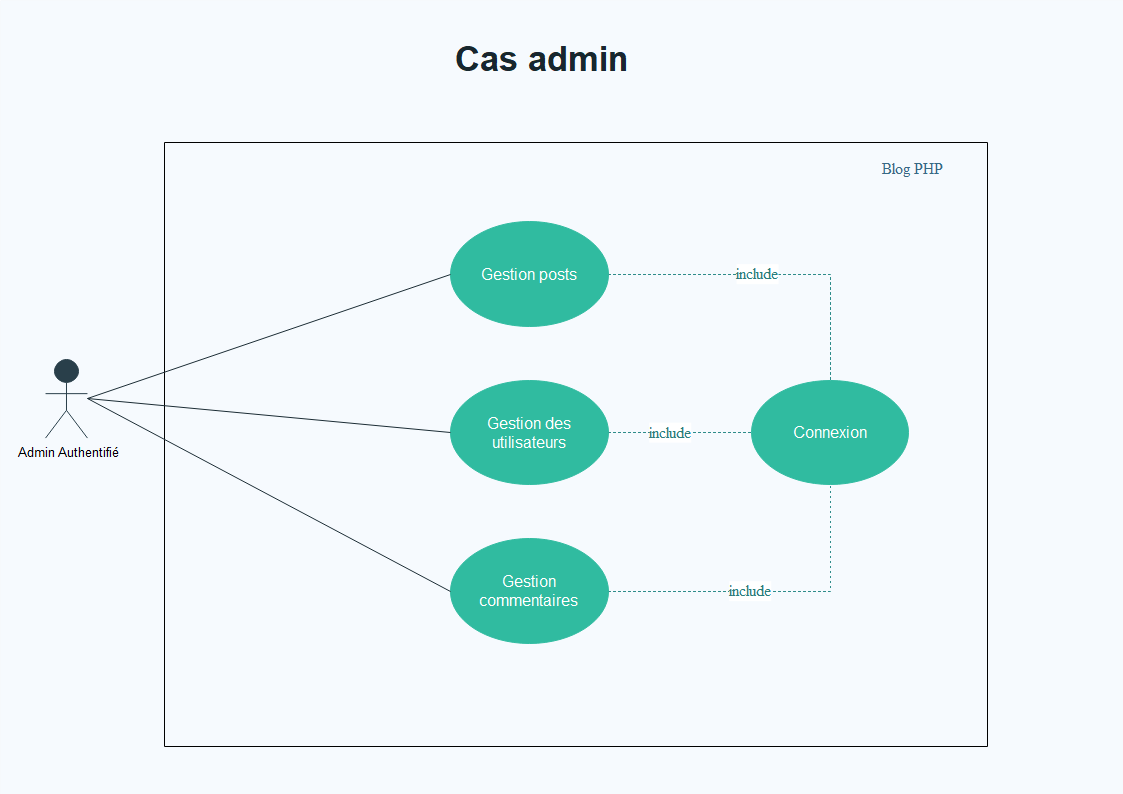 Cas admin
Blog PHP
Gestion posts
include
Gestion des
utilisateurs
include
Connexion
Admin Authentifié
Gestion
commentaires
include